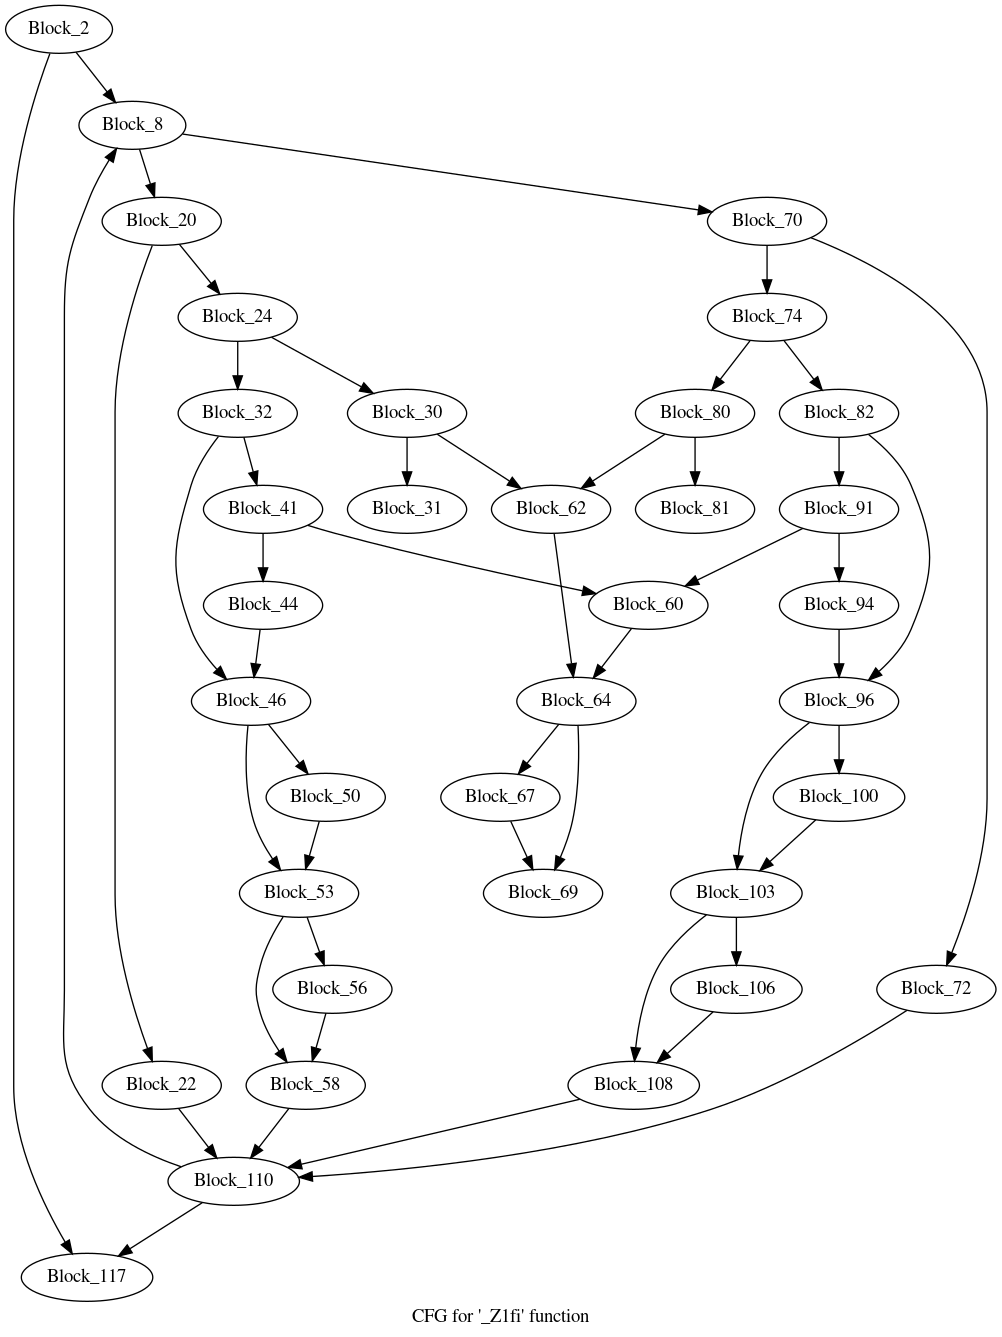 Block_2
Block_8
Block_20
Block_70
Block_24
Block_74
Block_32
Block_30
Block_80
Block_82
Block_41
Block_31
Block_62
Block_81
Block_91
Block_44
Block_60
Block_94
Block_46
Block_64
Block_96
Block_50
Block_67
Block_100
Block_53
Block_69
Block_103
Block_56
Block_106
Block_72
Block_22
Block_58
Block_108
Block_110
Block_117
CFG for '_Z1fi' function